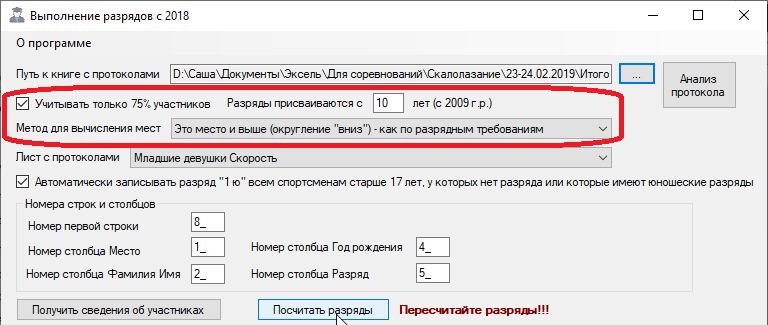 Выполнение разрядов с 2018
О программе
Путь к книге с протоколами D:\Саша\Документы\Эксель\Для соревнований\Скалолазание\23-24.02.2019\Итого ... Анализ протокола
Учитывать только 75% участников Разряды присваиваются с 10 лет (с 2009 г.р.)
Метод для вычисления мест Это место и выше (округление "вниз") - как по разрядным требованиям
Лист с протоколами Младшие девушки Скорость
Автоматически записывать разряд "1 ю" всем спортсменам старше 17 лет, у которых нет разряда или которые имеют юношеские разряды
Номера строк и столбцов
Номер первой строки 8_
Номер столбца Место 1_ Номер столбца Год рождения 4_
Номер столбца Фамилия Имя 2_ Номер столбца Разряд 5_
Получить сведения об участниках Посчитать разряды Пересчитайте разряды!!!